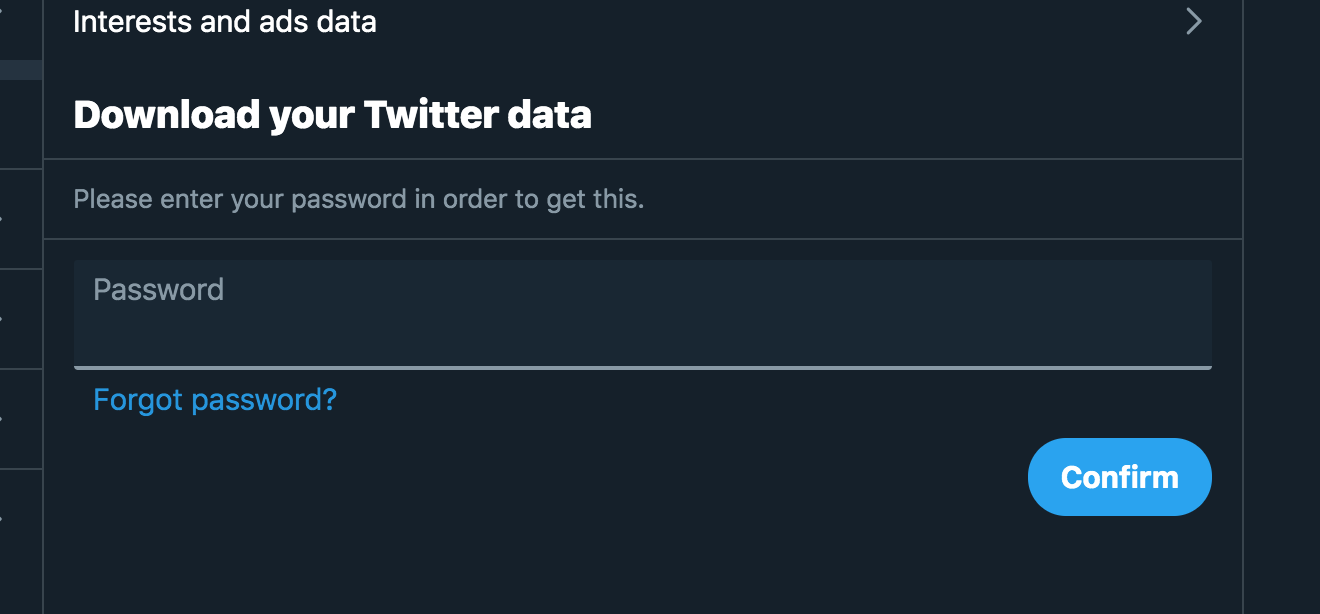 Interests and ads data
Download your Twitter data
Please enter your password in order to get this.
Password
Forgot password?
Confirm